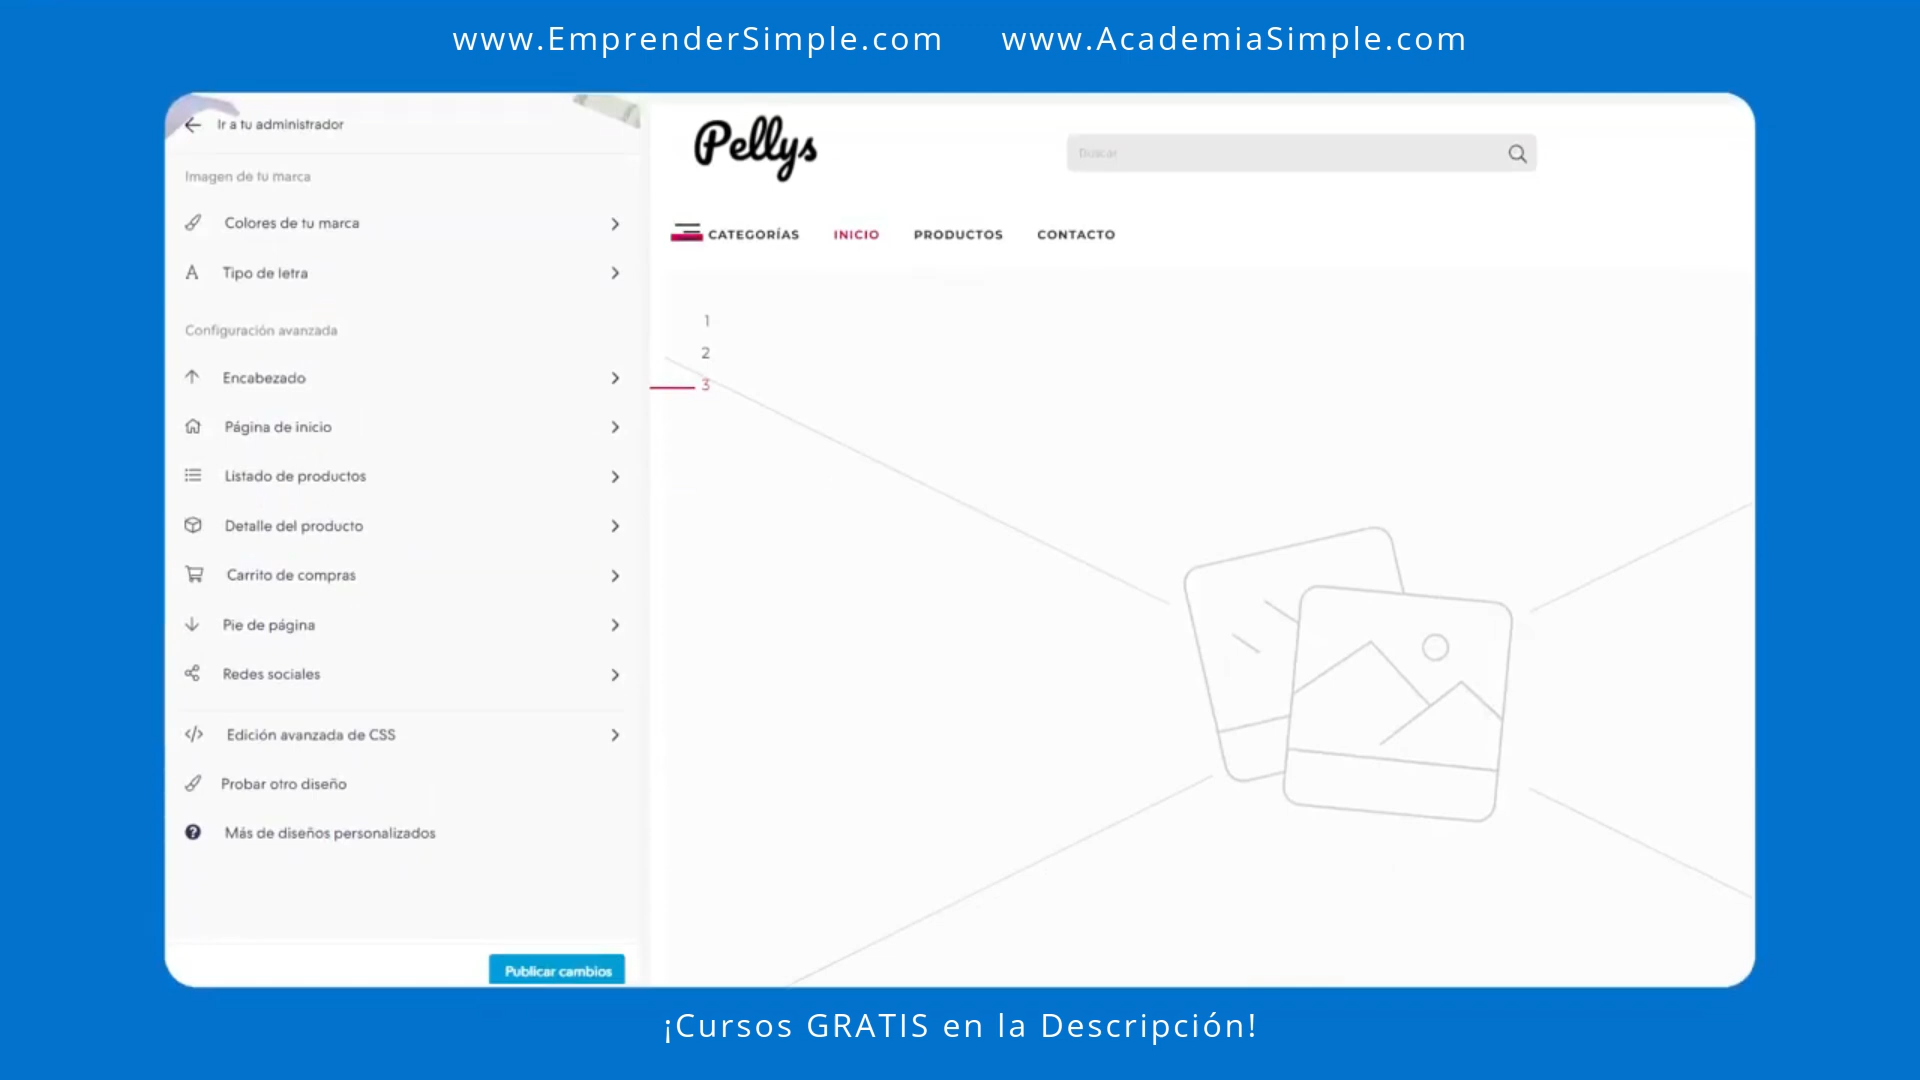 www.EmprenderSimple.com www.AcademiaSimple.com
Ir a tu administrador
Imagen de tu marca
Colores de tu marca
Tipo de letra
Configuración avanzada
Encabezado
Página de inicio
Listado de productos
Detalle del producto
Carrito de compras
Pie de página
Redes sociales
Edición avanzada de CSS
Probar otro diseño
Más de diseños personalizados
Publicar cambios
Pellys
Buscar
CATEGORÍAS INICIO PRODUCTOS CONTACTO
1
2
3
¡Cursos GRATIS en la Descripción!